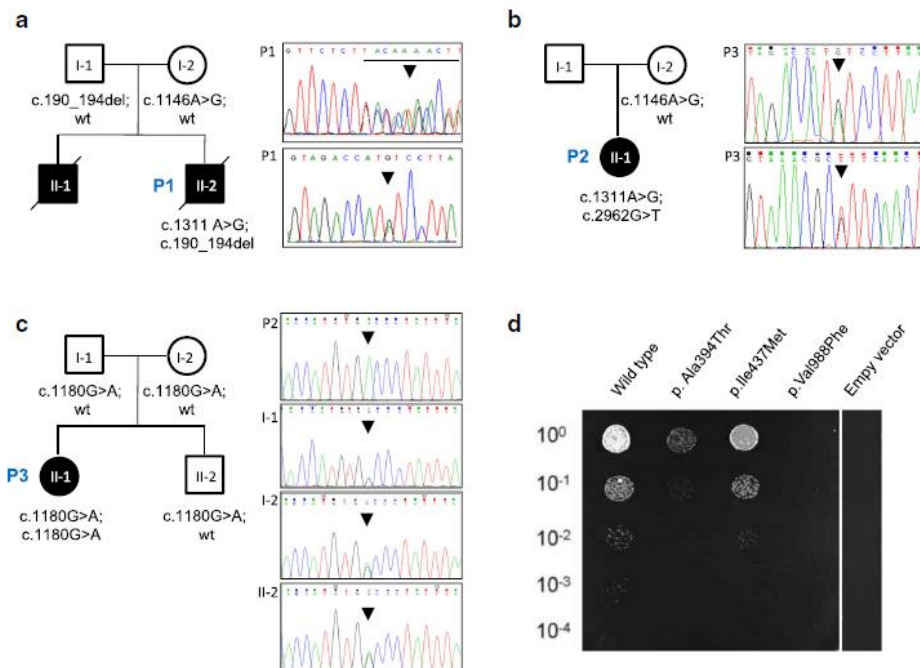 a
I-1
I-2
c.190_194del;
wt
c.1146A>G;
wt
II-1
P1
II-2
c.1311 A>G;
c.190_194del
P1
G T T C T C T T A C A A A A C T T
P1
G T A G A C C A T G T C C T T A
b
I-1
I-2
c.1146A>G;
wt
P2
II-1
c.1311A>G;
c.2962G>T
P3
T A G A C C A T G T C C T T A A
P3
G T A A A C G C T T T C A A C T
c
I-1
I-2
c.1180G>A;
wt
c.1180G>A;
wt
P3
II-1
II-2
c.1180G>A;
c.1180G>A
c.1180G>A;
wt
P2
I-1
I-2
II-2
d
Wild type
p. Ala394Thr
p.Ile437Met
p.Val988Phe
Empy vector
10⁰
10⁻¹
10⁻²
10⁻³
10⁻⁴